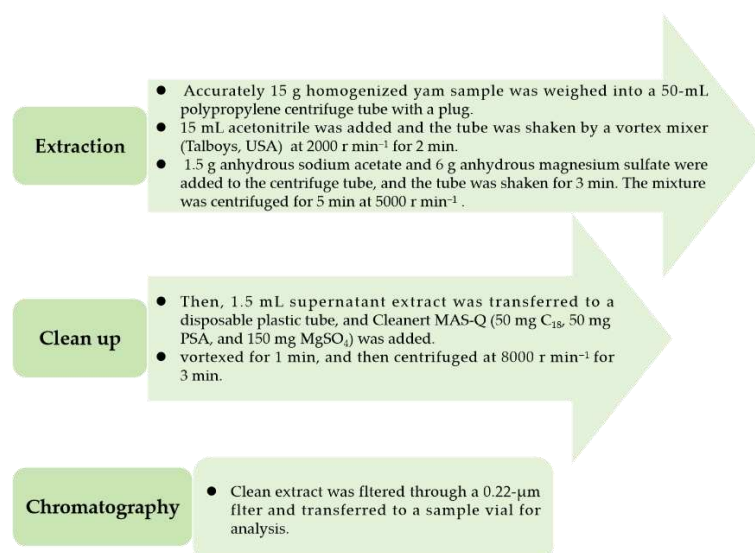 Extraction
● Accurately 15 g homogenized yam sample was weighed into a 50-mL
polypropylene centrifuge tube with a plug.
● 15 mL acetonitrile was added and the tube was shaken by a vortex mixer
(Talboys, USA) at 2000 r min⁻¹ for 2 min.
● 1.5 g anhydrous sodium acetate and 6 g anhydrous magnesium sulfate were
added to the centrifuge tube, and the tube was shaken for 3 min. The mixture
was centrifuged for 5 min at 5000 r min⁻¹ .
Clean up
● Then, 1.5 mL supernatant extract was transferred to a
disposable plastic tube, and Cleanert MAS-Q (50 mg C₁₈, 50 mg
PSA, and 150 mg MgSO₄) was added.
● vortexed for 1 min, and then centrifuged at 8000 r min⁻¹ for
3 min.
Chromatography
● Clean extract was fltered through a 0.22-μm
flter and transferred to a sample vial for
analysis.